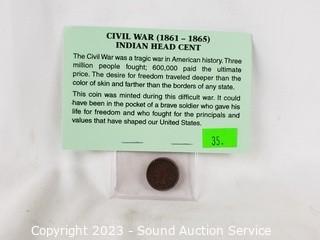 CIVIL WAR (1861 – 1865)
INDIAN HEAD CENT
The Civil War was a tragic war in American history. Three
million people fought; 600,000 paid the ultimate
price. The desire for freedom traveled deeper than the
color of skin and farther than the borders of any state.
This coin was minted during this difficult war. It could
have been in the pocket of a brave soldier who gave his
life for freedom and who fought for the principals and
values that have shaped our United States.
35.
Copyright 2023 - Sound Auction Service